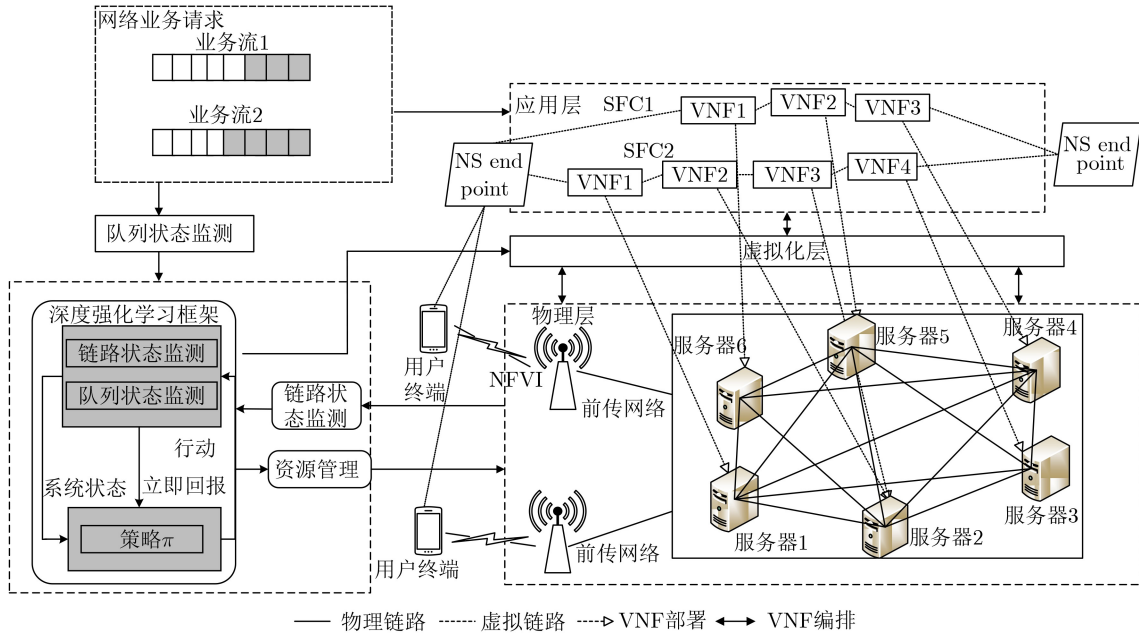 网络业务请求
业务流1
业务流2
队列状态监测
应用层
SFC1
VNF1
VNF2
VNF3
NS end
point
SFC2
VNF1
VNF2
VNF3
VNF4
NS end
point
虚拟化层
深度强化学习框架
链路状态监测
队列状态监测
行动
系统状态
立即回报
策略π
链路状
态监测
资源管理
用户
终端
NFVI
物理层
前传网络
用户终端
前传网络
服务器6
服务器5
服务器4
服务器1
服务器2
服务器3
物理链路
虚拟链路
VNF部署
VNF编排